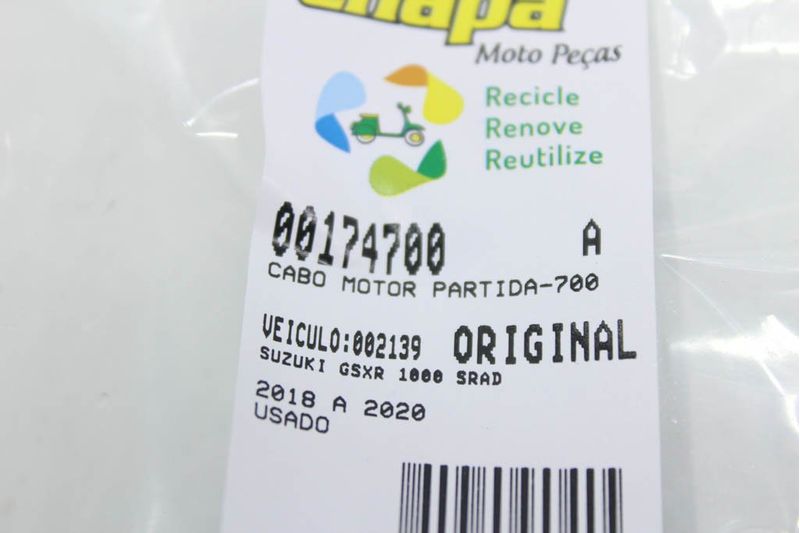 Chapa
Moto Peças
Recicle
Renove
Reutilize
00174700 A
CABO MOTOR PARTIDA-700
VEICULO:002139 ORIGINAL
SUZUKI GSXR 1000 SRAD
2018 A 2020
USADO